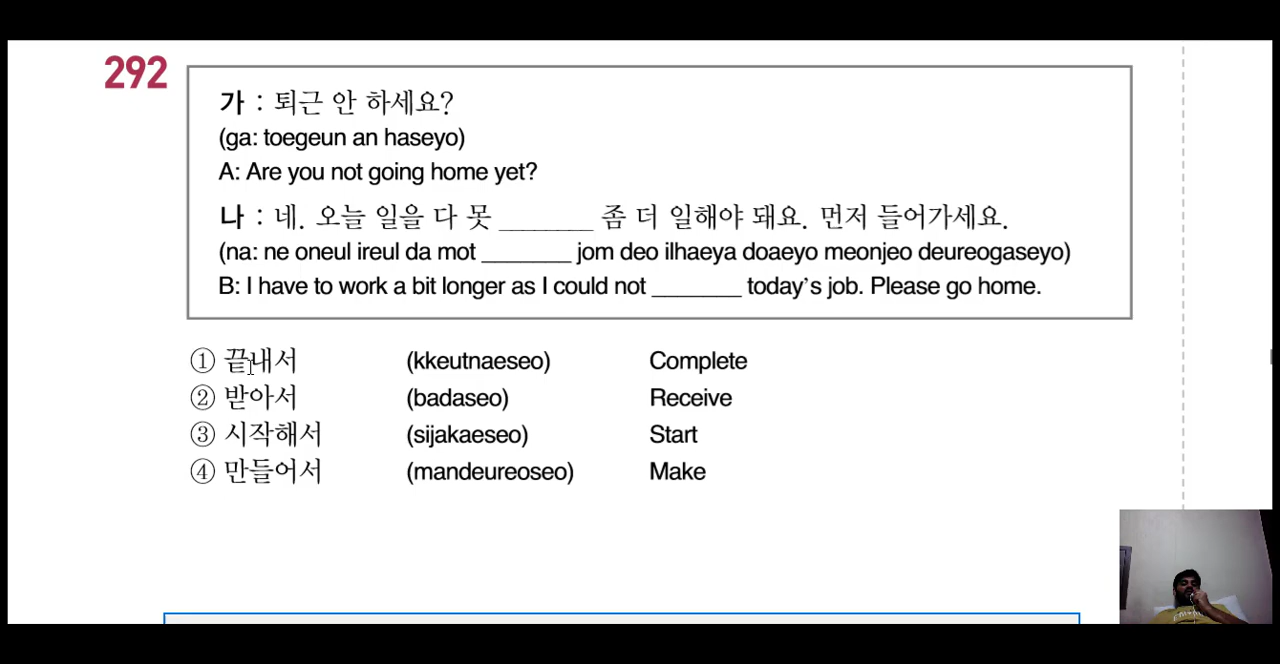 292
가 : 퇴근 안 하세요?
(ga: toegeun an haseyo)
A: Are you not going home yet?
나 : 네. 오늘 일을 다 못 ________ 좀 더 일해야 돼요. 먼저 들어가세요.
(na: ne oneul ireul da mot _______ jom deo ilhaeya doaeyo meonjeo deureogaseyo)
B: I have to work a bit longer as I could not _______ today's job. Please go home.
① 끝내서 (kkeutnaeseo) Complete
② 받아서 (badaseo) Receive
③ 시작해서 (sijakaeseo) Start
④ 만들어서 (mandeureoseo) Make